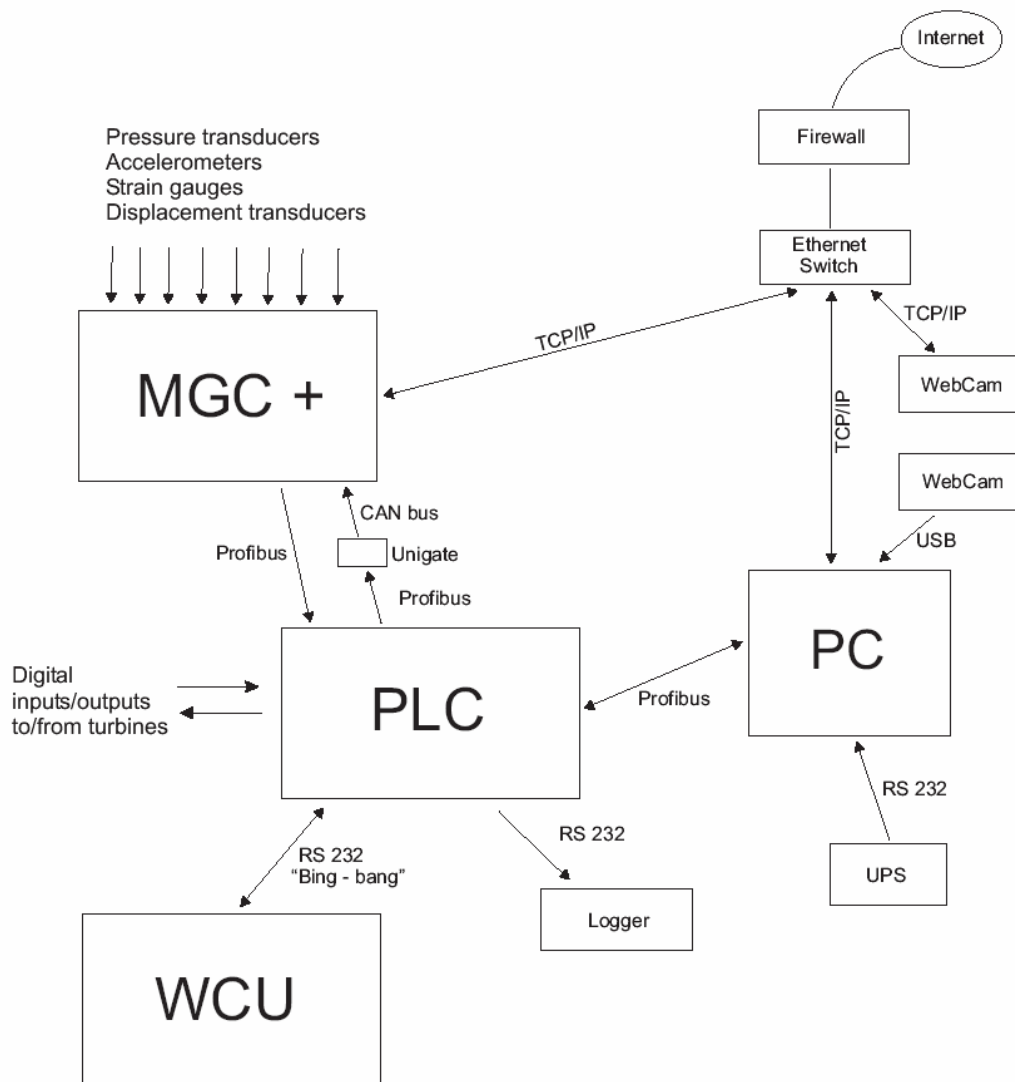 Internet
Firewall
Pressure transducers
Accelerometers
Strain gauges
Displacement transducers
Ethernet
Switch
TCP/IP
TCP/IP
MGC +
TCP/IP
WebCam
WebCam
CAN bus
USB
Profibus
Unigate
Profibus
PC
Digital
inputs/outputs
to/from turbines
PLC
Profibus
RS 232
RS 232
RS 232
"Bing - bang"
UPS
Logger
WCU